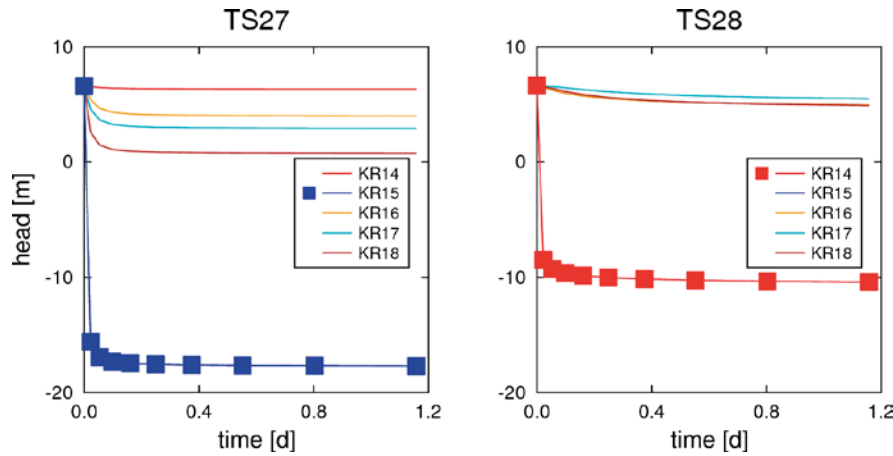 TS27
10
0
-10
-20
head [m]
0.0 0.4 0.8 1.2
time [d]
KR14
KR15
KR16
KR17
KR18
TS28
10
0
-10
-20
0.0 0.4 0.8 1.2
time [d]
KR14
KR15
KR16
KR17
KR18